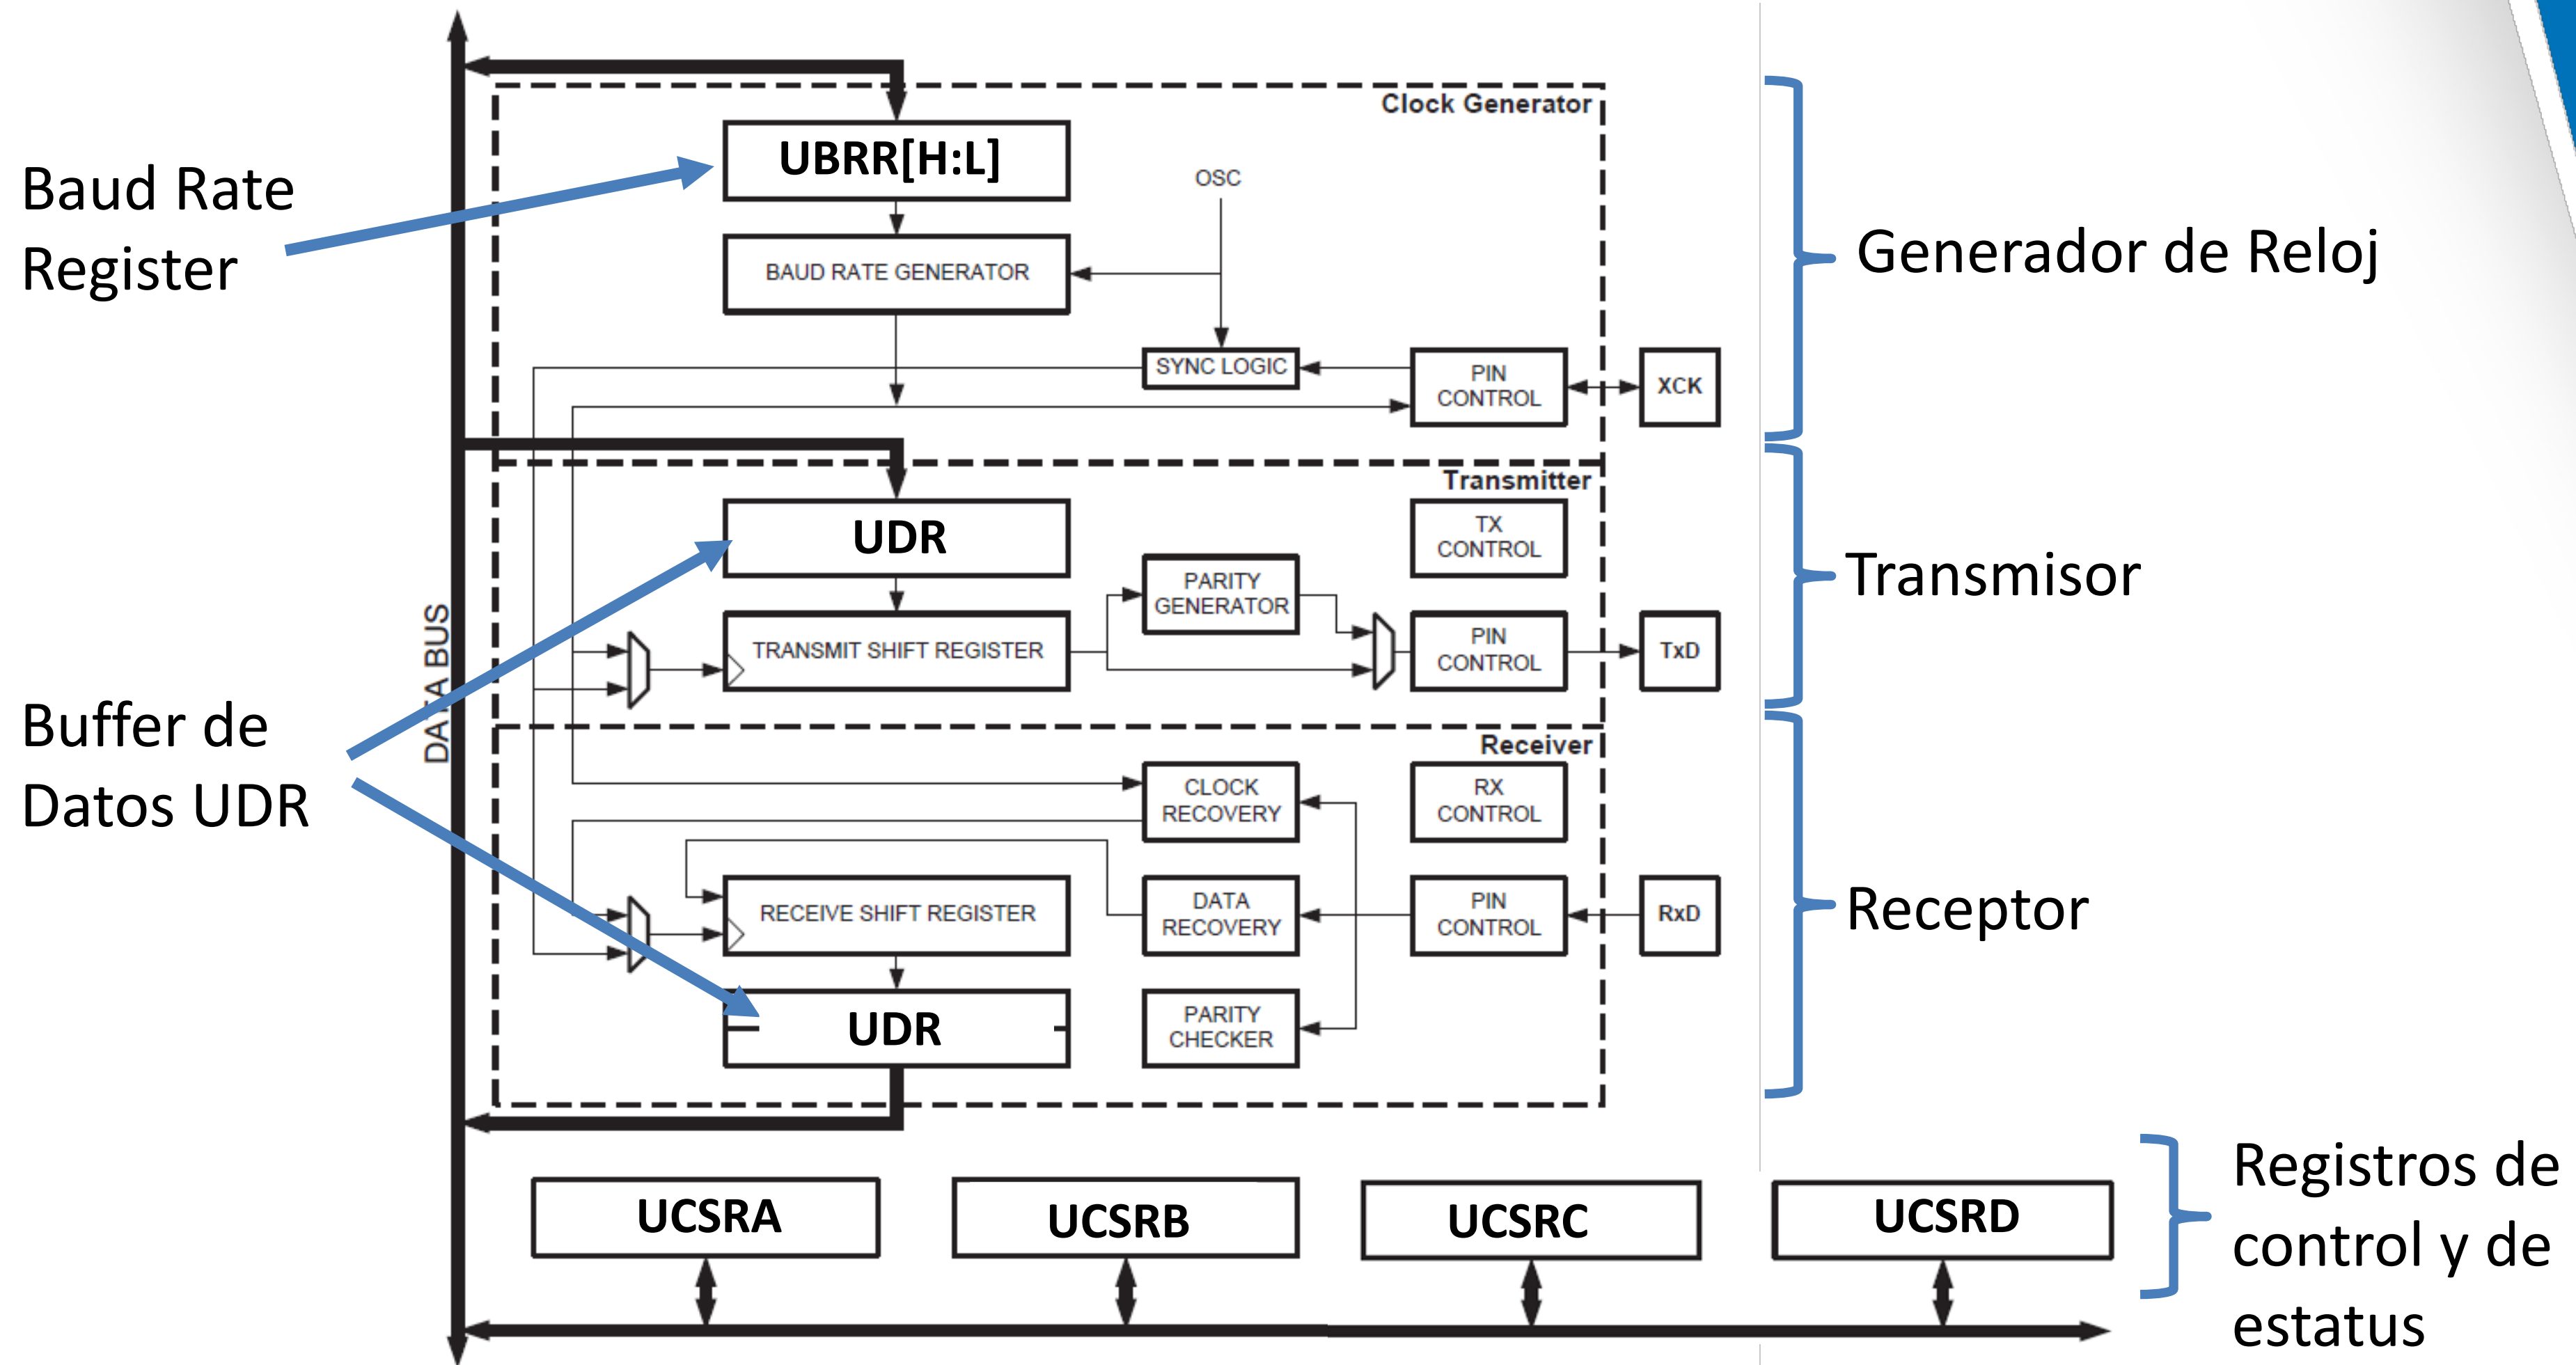 Clock Generator
UBRR[H:L]
OSC
Baud Rate
Register
BAUD RATE GENERATOR
Generador de Reloj
SYNC LOGIC
PIN
CONTROL
XCK
Transmitter
UDR
TX
CONTROL
PARITY
GENERATOR
Transmisor
TRANSMIT SHIFT REGISTER
PIN
CONTROL
TxD
DATA BUS
Buffer de
Datos UDR
Receiver
CLOCK
RECOVERY
RX
CONTROL
RECEIVE SHIFT REGISTER
DATA
RECOVERY
PIN
CONTROL
RxD
Receptor
UDR
PARITY
CHECKER
UCSRA
UCSRB
UCSRC
UCSRD
Registros de
control y de
estatus